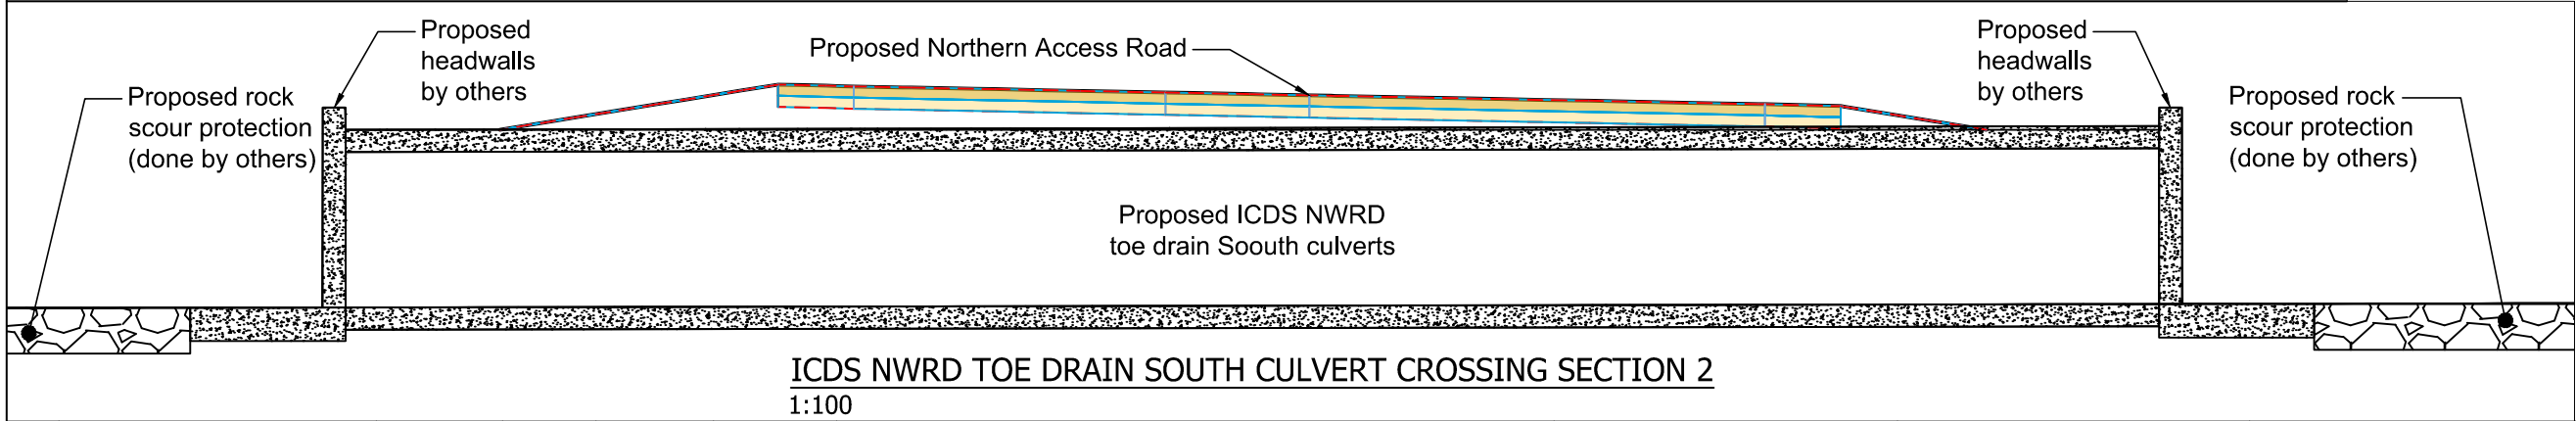 Proposed
headwalls
by others
Proposed rock
scour protection
(done by others)
Proposed Northern Access Road
Proposed
headwalls
by others
Proposed rock
scour protection
(done by others)
Proposed ICDS NWRD
toe drain Soouth culverts
ICDS NWRD TOE DRAIN SOUTH CULVERT CROSSING SECTION 2
1:100